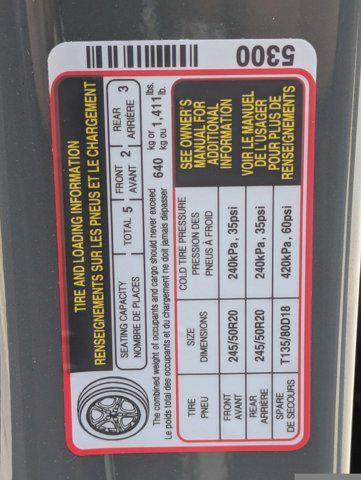 5300
TIRE AND LOADING INFORMATION
RENSEIGNEMENTS SUR LES PNEUS ET LE CHARGEMENT
SEATING CAPACITY
NOMBRE DE PLACES
TOTAL 5
FRONT
AVANT 2
REAR
ARRIÈRE 3
The combined weight of occupants and cargo should never exceed
Le poids total des occupants et du chargement ne doit jamais dépasser
640 kg or 1,411 lbs.
kg ou lb.
TIRE
PNEU
SIZE
DIMENSIONS
COLD TIRE PRESSURE
PRESSION DES
PNEUS À FROID
FRONT
AVANT
245/50R20
240kPa, 35psi
REAR
ARRIÈRE
245/50R20
240kPa, 35psi
SPARE
DE SECOURS
T135/80D18
420kPa, 60psi
SEE OWNER'S
MANUAL FOR
ADDITIONAL
INFORMATION
VOIR LE MANUEL
DE L'USAGER
POUR PLUS DE
RENSEIGNEMENTS